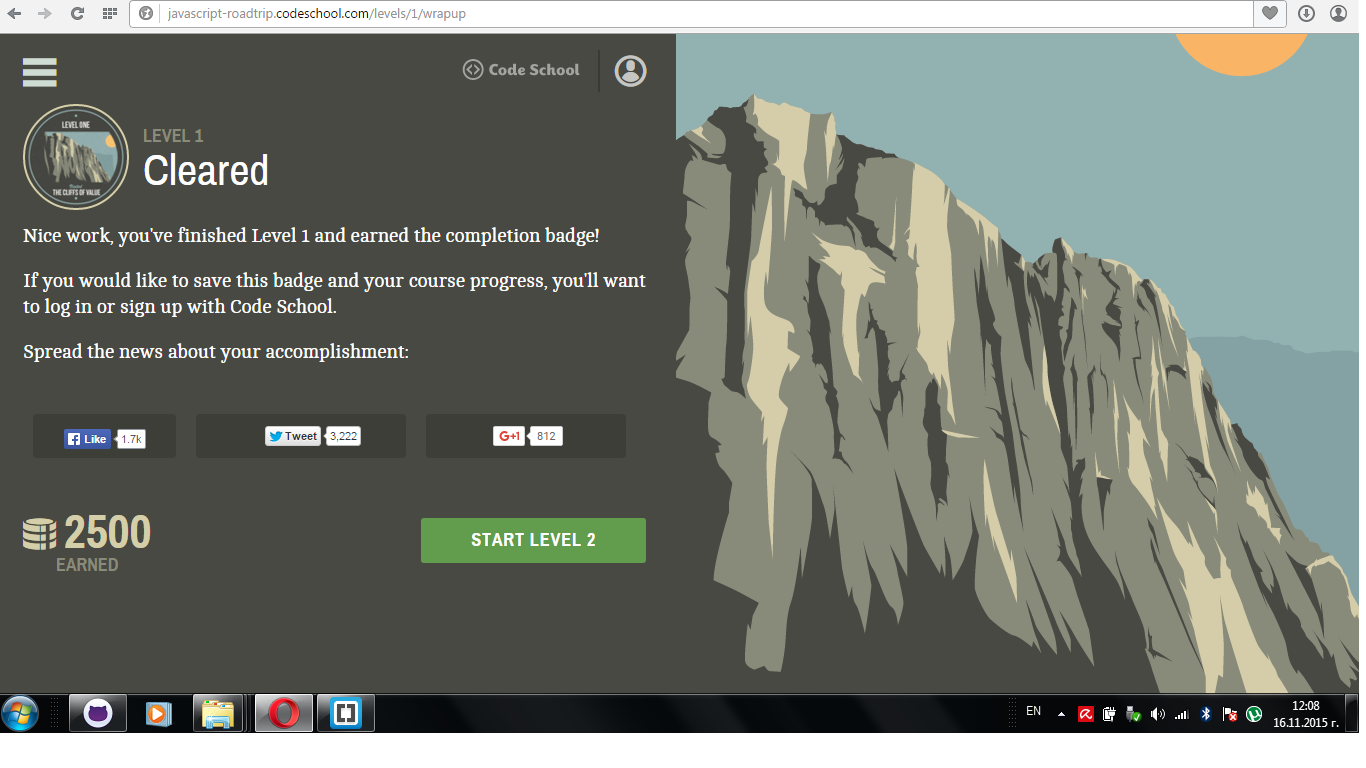 javascript-roadtrip.codeschool.com/levels/1/wrapup
Code School
LEVEL ONE
THE CLIFFS OF VALUE
LEVEL 1
Cleared
Nice work, you've finished Level 1 and earned the completion badge!
If you would like to save this badge and your course progress, you'll want
to log in or sign up with Code School.
Spread the news about your accomplishment:
Like 1.7k
Tweet 3,222
G+1 812
2500
EARNED
START LEVEL 2
EN
12:08
16.11.2015 г.